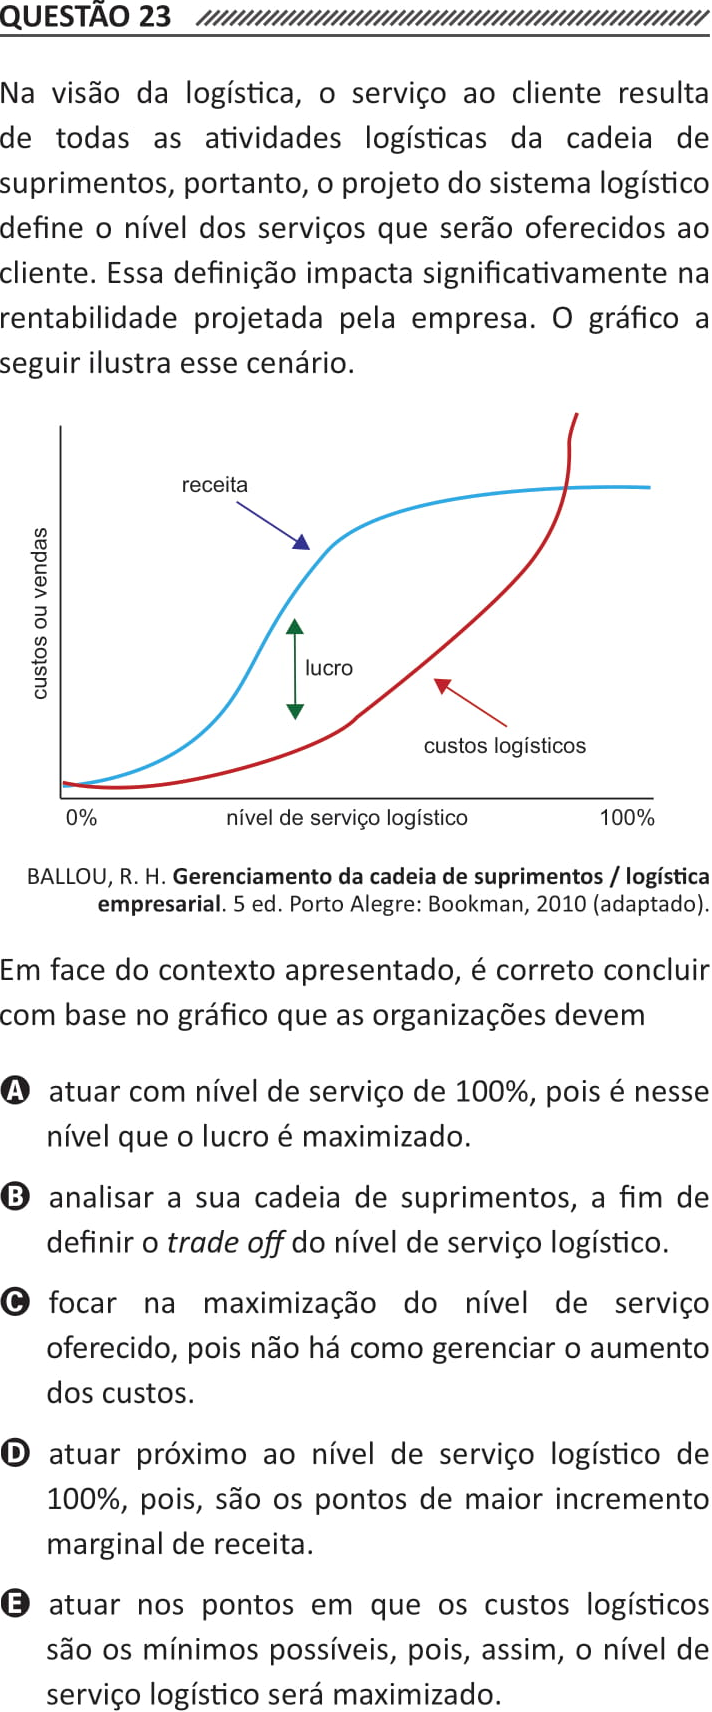 QUESTÃO 23
Na visão da logística, o serviço ao cliente resulta
de todas as atividades logísticas da cadeia de
suprimentos, portanto, o projeto do sistema logístico
define o nível dos serviços que serão oferecidos ao
cliente. Essa definição impacta significativamente na
rentabilidade projetada pela empresa. O gráfico a
seguir ilustra esse cenário.
receita
custos ou vendas
lucro
custos logísticos
0%
nível de serviço logístico
100%
BALLOU, R. H. Gerenciamento da cadeia de suprimentos / logística
empresarial. 5 ed. Porto Alegre: Bookman, 2010 (adaptado).
Em face do contexto apresentado, é correto concluir
com base no gráfico que as organizações devem
A atuar com nível de serviço de 100%, pois é nesse
nível que o lucro é maximizado.
B analisar a sua cadeia de suprimentos, a fim de
definir o trade off do nível de serviço logístico.
C focar na maximização do nível de serviço
oferecido, pois não há como gerenciar o aumento
dos custos.
D atuar próximo ao nível de serviço logístico de
100%, pois, são os pontos de maior incremento
marginal de receita.
E atuar nos pontos em que os custos logísticos
são os mínimos possíveis, pois, assim, o nível de
serviço logístico será maximizado.